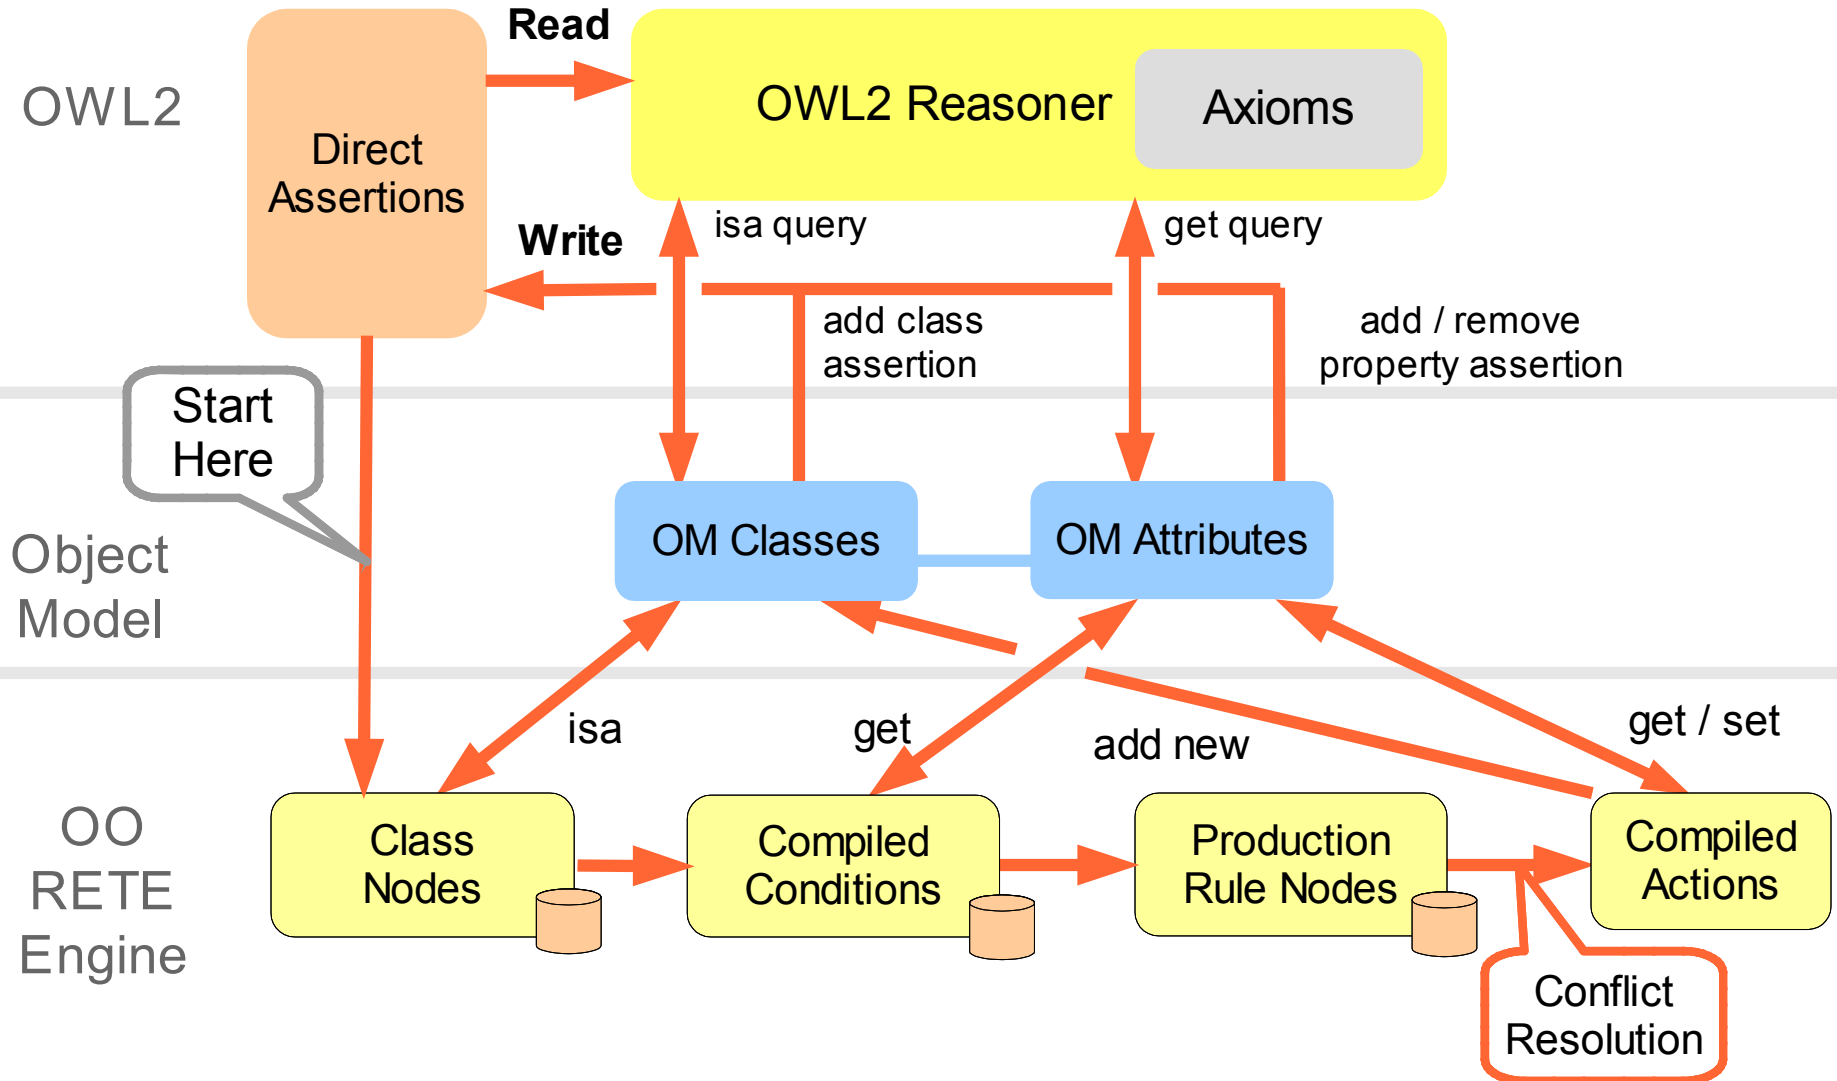 Read
OWL2
OWL2 Reasoner
Axioms
Direct
Assertions
Write
isa query
get query
add class
assertion
add / remove
property assertion
Start
Here
Object
Model
OM Classes
OM Attributes
isa
get
add new
get / set
OO
RETE
Engine
Class
Nodes
Compiled
Conditions
Production
Rule Nodes
Compiled
Actions
Conflict
Resolution